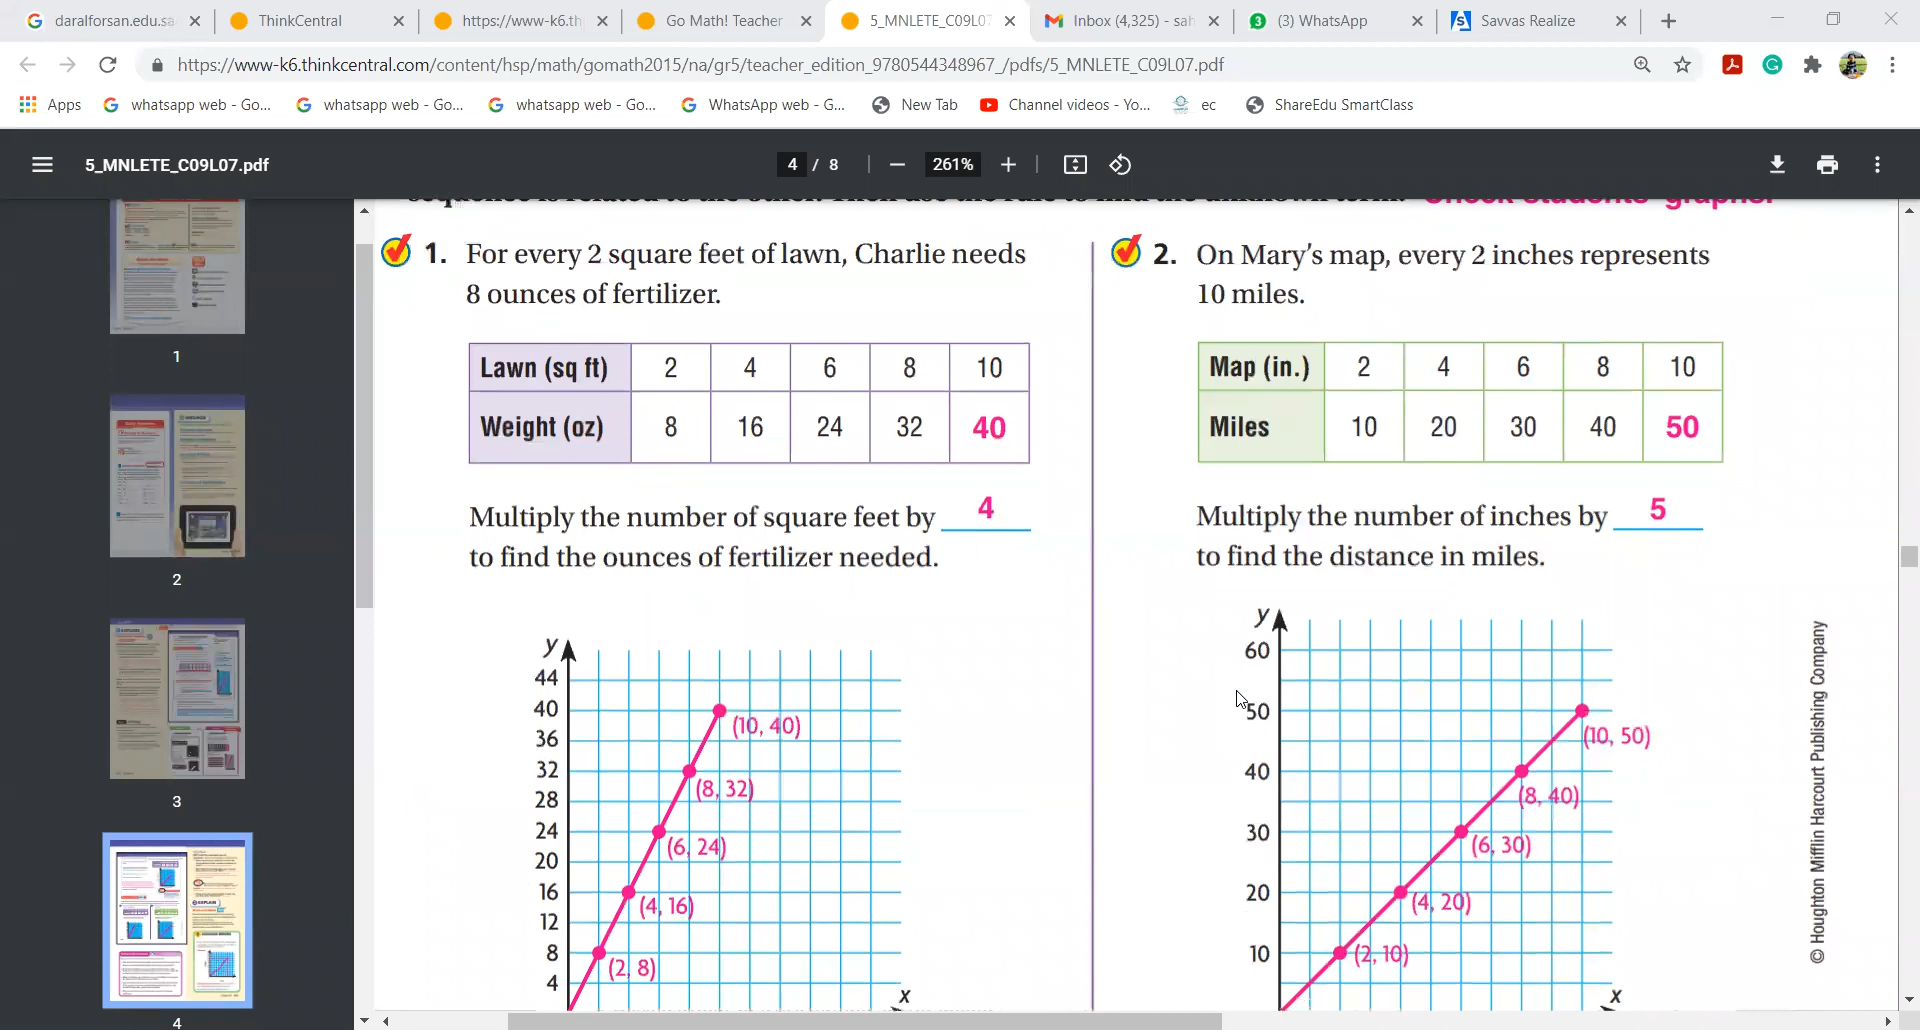 daralforsan.edu.sa
ThinkCentral
https://www-k6.th
Go Math! Teacher
5_MNLETE_C09L07
Inbox (4,325) - sah
3
(3) WhatsApp
S
Savvas Realize
https://www-k6.thinkcentral.com/content/hsp/math/gomath2015/na/gr5/teacher_edition_9780544348967_/pdfs/5_MNLETE_C09L07.pdf
Apps
whatsapp web - Go...
whatsapp web - Go...
whatsapp web - Go...
WhatsApp web - G...
New Tab
Channel videos - Yo...
ec
ShareEdu SmartClass
5_MNLETE_C09L07.pdf
4 / 8
261%
1
2
3
4
1. For every 2 square feet of lawn, Charlie needs
8 ounces of fertilizer.
Lawn (sq ft) 2 4 6 8 10
Weight (oz) 8 16 24 32 40
Multiply the number of square feet by 4
to find the ounces of fertilizer needed.
y
44
40
36
32
28
24
20
16
12
8
4
(10, 40)
(8, 32)
(6, 24)
(4, 16)
(2, 8)
x
2. On Mary's map, every 2 inches represents
10 miles.
Map (in.) 2 4 6 8 10
Miles 10 20 30 40 50
Multiply the number of inches by 5
to find the distance in miles.
y
60
50
40
30
20
10
(10, 50)
(8, 40)
(6, 30)
(4, 20)
(2, 10)
x
© Houghton Mifflin Harcourt Publishing Company